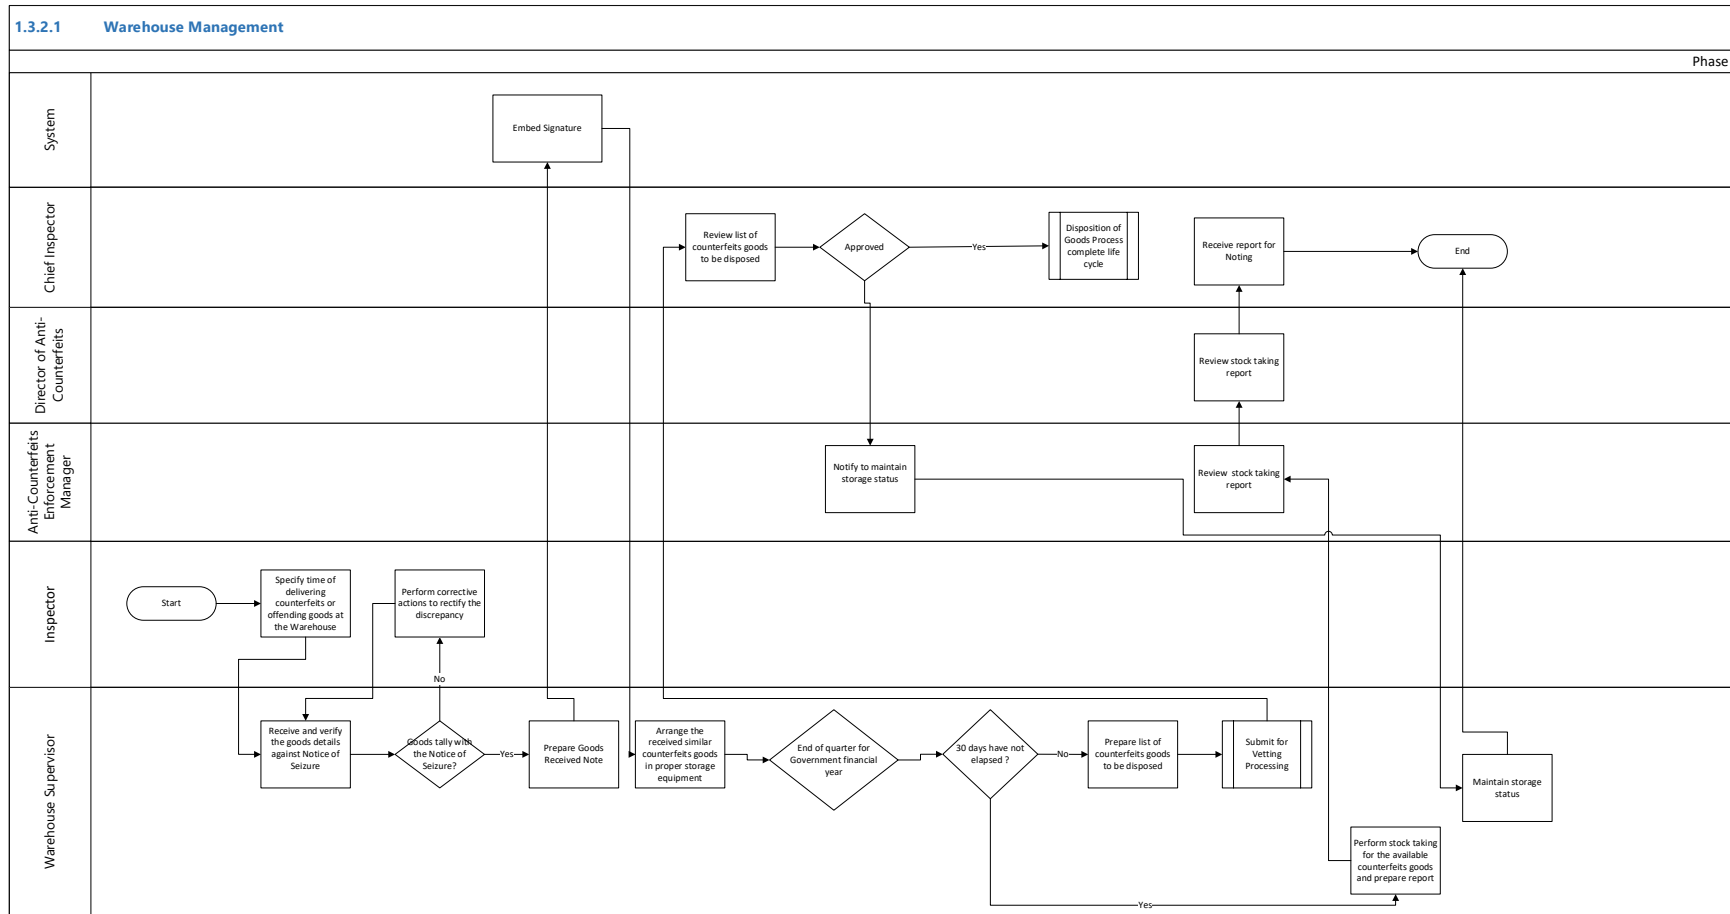 1.3.2.1 Warehouse Management
Phase
System
Embed Signature
Chief Inspector
Review list of
counterfeits goods
to be disposed
Approved
Yes
Disposition of
Goods Process
complete life
cycle
Receive report for
Noting
End
Director of Anti-
Counterfeits
Review stock taking
report
Anti-Counterfeits
Enforcement
Manager
Notify to maintain
storage status
Review stock taking
report
Inspector
Start
Specify time of
delivering
counterfeits or
offending goods at
the Warehouse
Perform corrective
actions to rectify the
discrepancy
No
Warehouse Supervisor
Receive and verify
the goods details
against Notice of
Seizure
Goods tally with
the Notice of
Seizure?
Yes
Prepare Goods
Received Note
Arrange the
received similar
counterfeits goods
in proper storage
equipment
End of quarter for
Government financial
year
30 days have not
elapsed ?
No
Prepare list of
counterfeits goods
to be disposed
Submit for
Vetting
Processing
Maintain storage
status
Perform stock taking
for the available
counterfeits goods
and prepare report
Yes